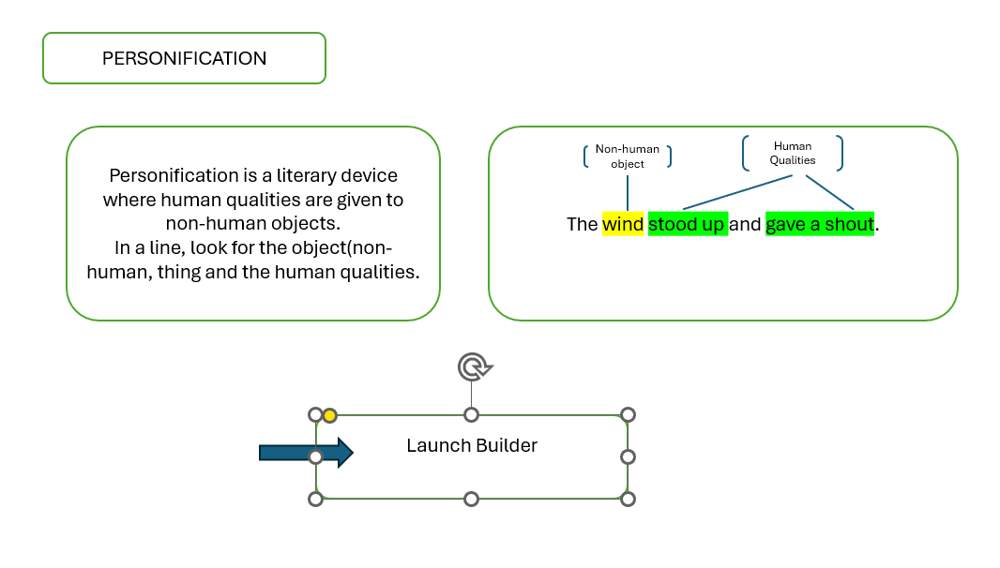 PERSONIFICATION
Personification is a literary device
where human qualities are given to
non-human objects.
In a line, look for the object(non-
human, thing and the human qualities.
Non-human
object
Human
Qualities
The wind stood up and gave a shout.
Launch Builder